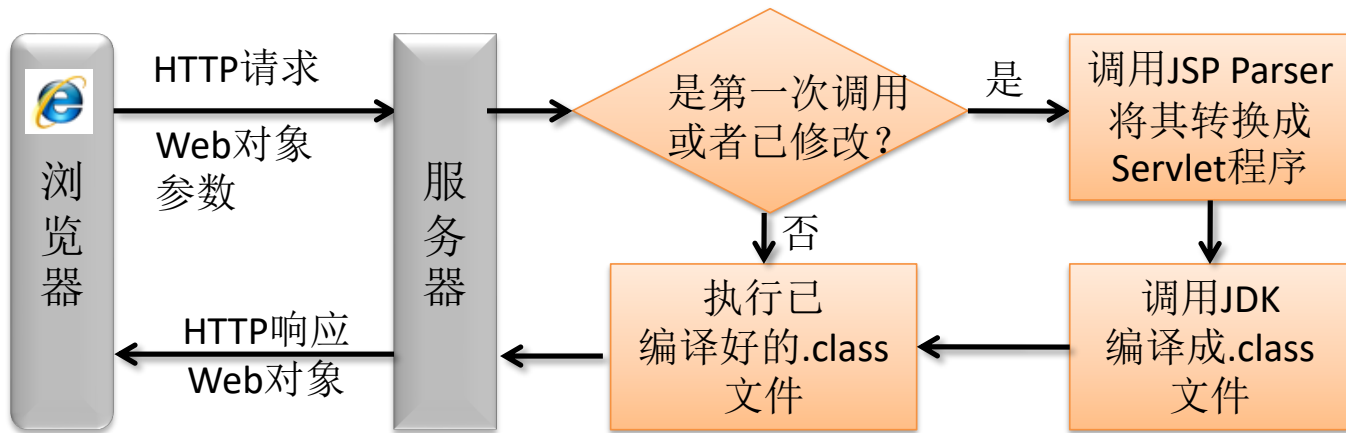 浏
览
器
HTTP请求
Web对象
参数
HTTP响应
Web对象
服
务
器
是第一次调用
或者已修改？
是
否
调用JSP Parser
将其转换成
Servlet程序
调用JDK
编译成.class
文件
执行已
编译好的.class
文件